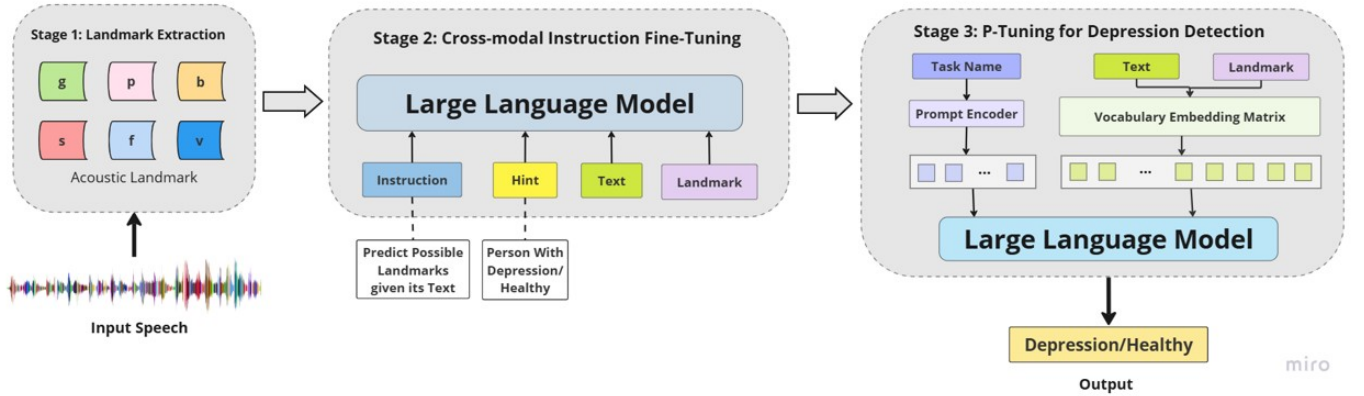 Stage 1: Landmark Extraction
g
p
b
s
f
v
Acoustic Landmark
Input Speech
Stage 2: Cross-modal Instruction Fine-Tuning
Large Language Model
Instruction
Hint
Text
Landmark
Predict Possible
Landmarks
given its Text
Person With
Depression/
Healthy
Stage 3: P-Tuning for Depression Detection
Task Name
Text
Landmark
Prompt Encoder
Vocabulary Embedding Matrix
...
...
Large Language Model
Depression/Healthy
Output
miro